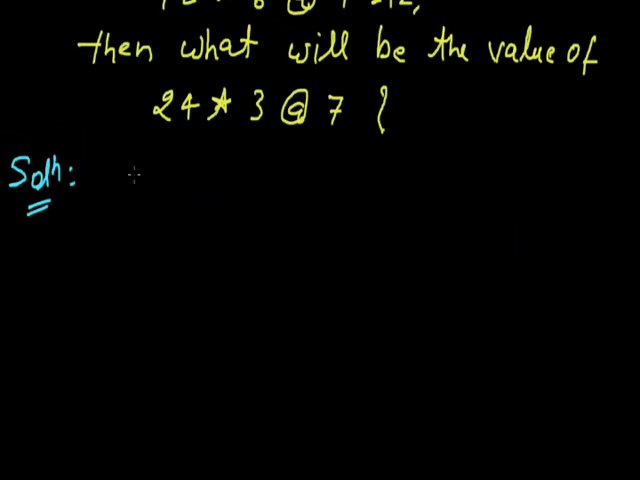 then what will be the value of
24 * 3 @ 7 ?
Soln: